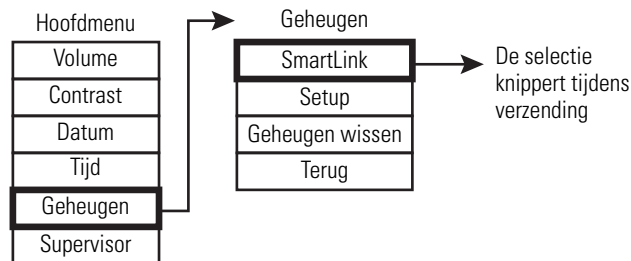 Hoofdmenu
Volume
Contrast
Datum
Tijd
Geheugen
Supervisor
Geheugen
SmartLink
Setup
Geheugen wissen
Terug
De selectie
knippert tijdens
verzending